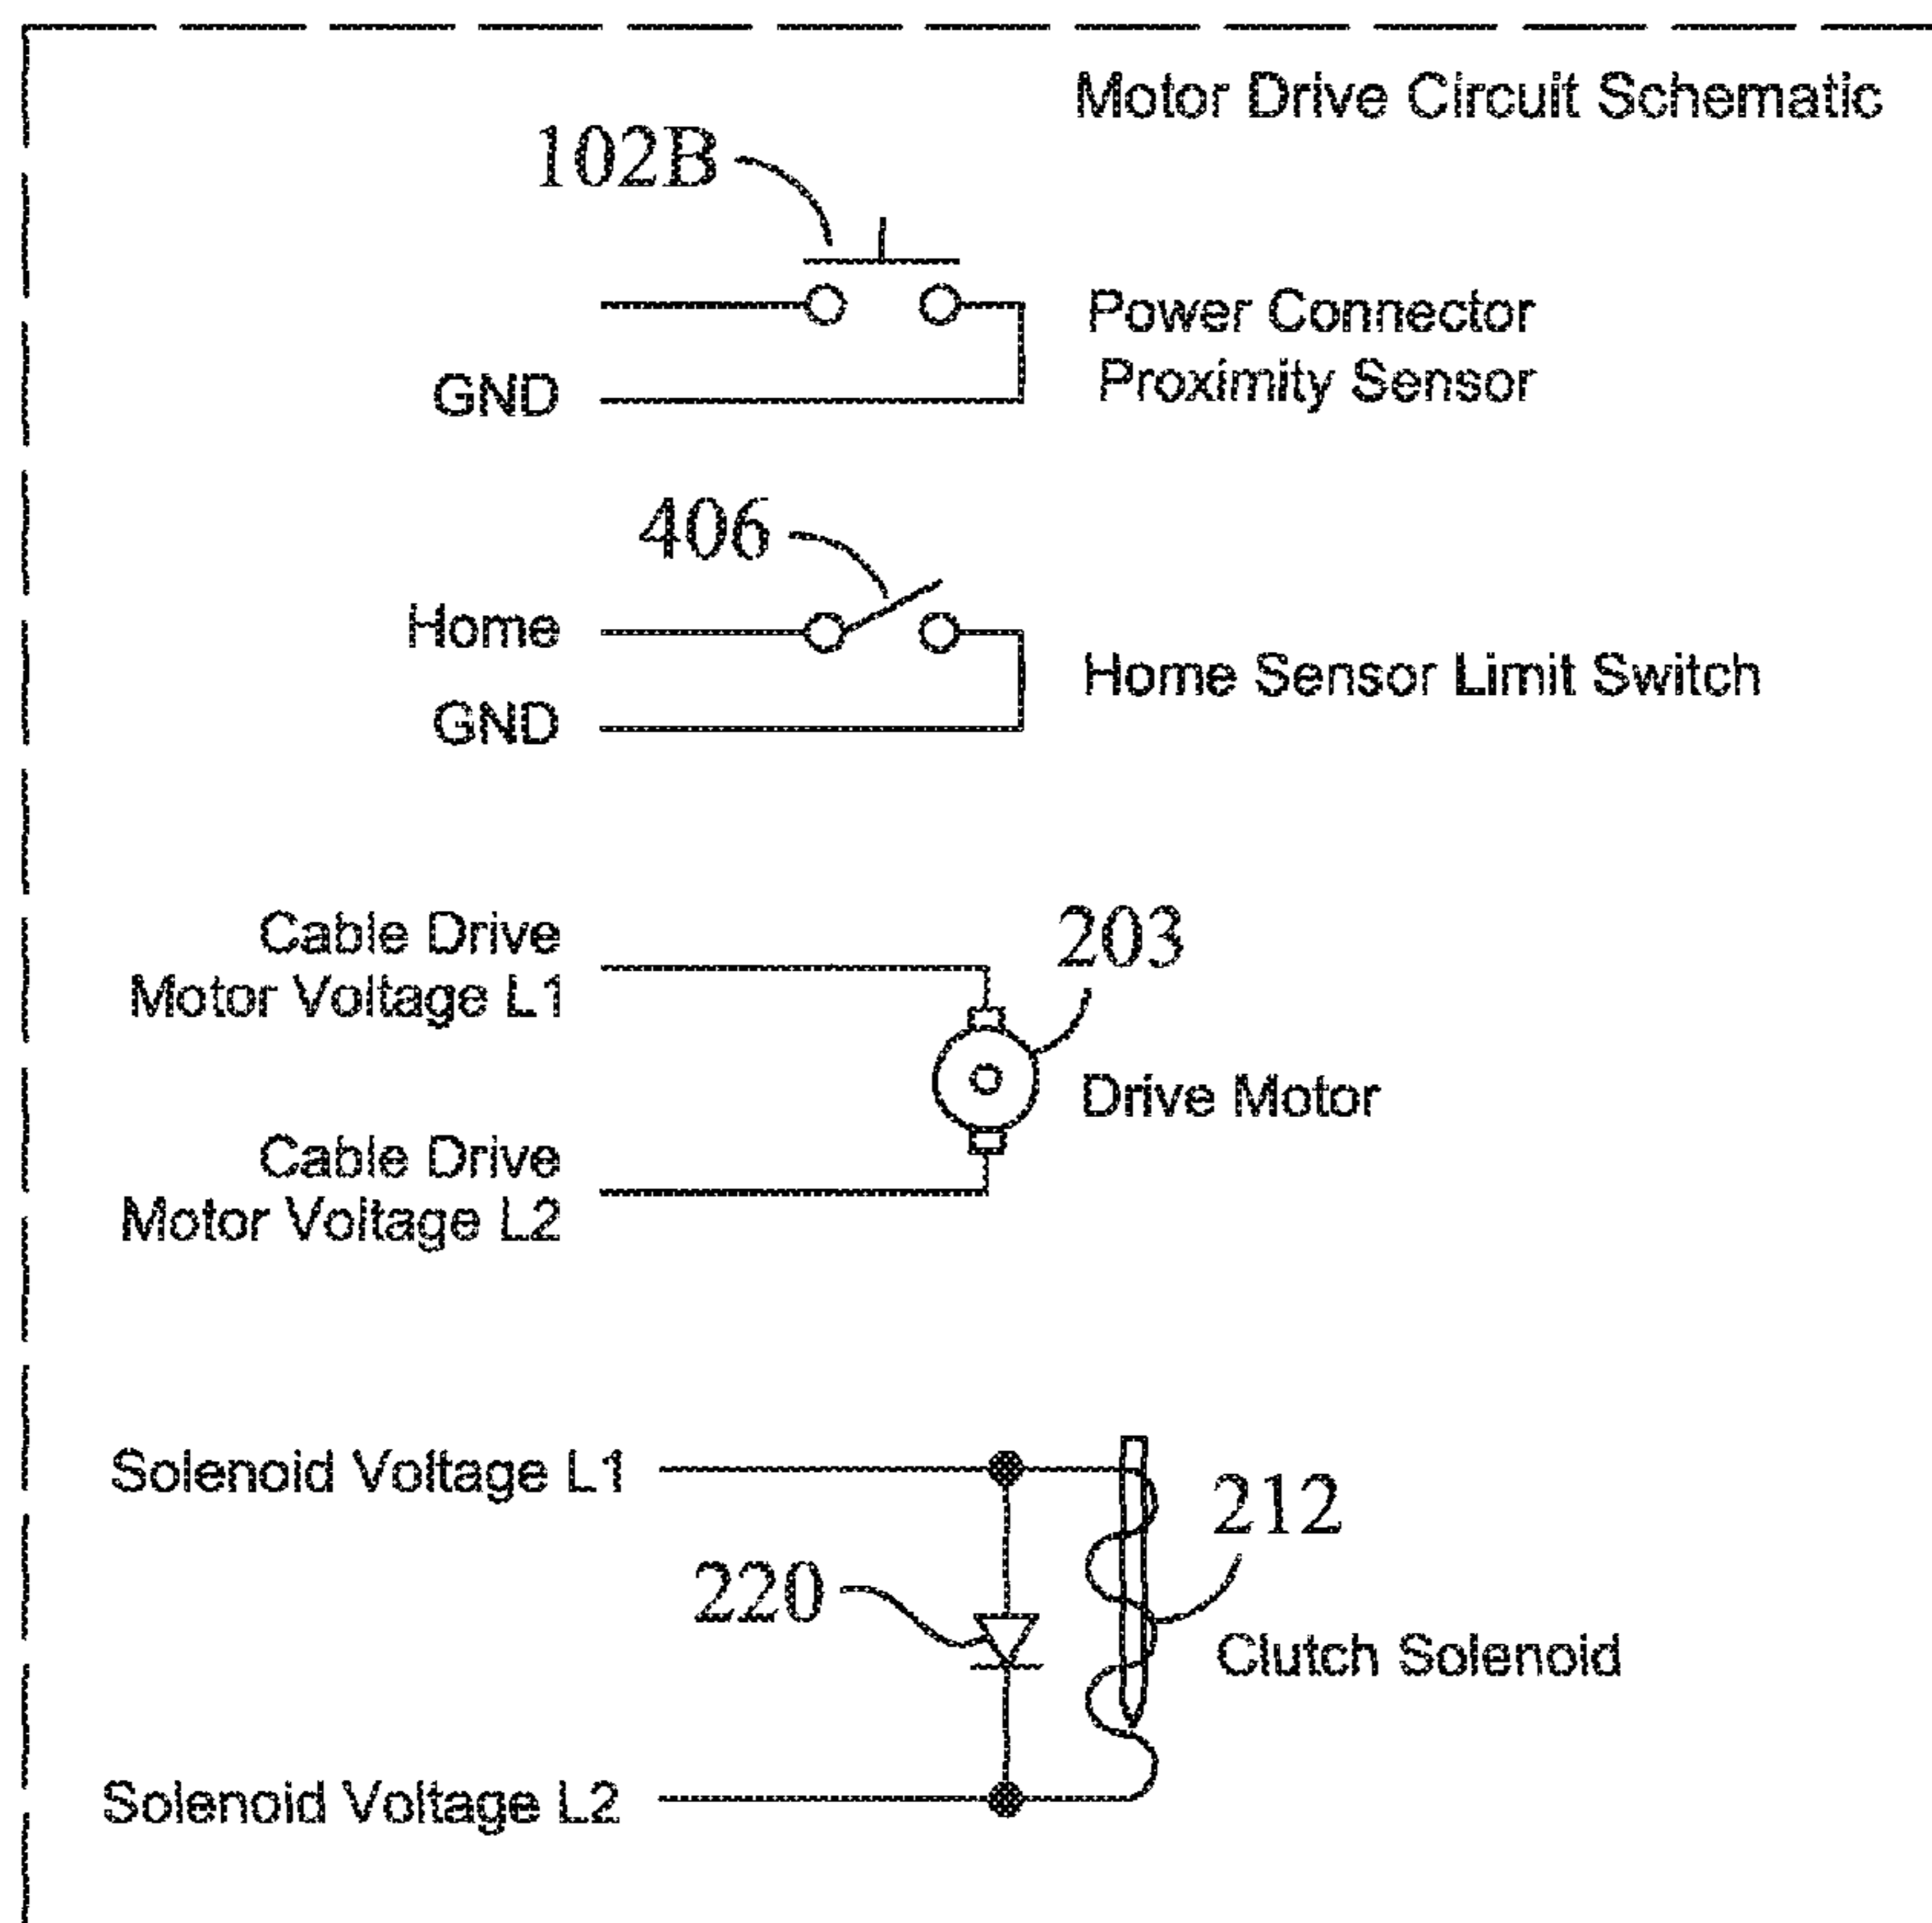 Motor Drive Circuit Schematic
102B
Power Connector
Proximity Sensor
GND
406
Home
Home Sensor Limit Switch
GND
Cable Drive
Motor Voltage L1
203
Drive Motor
Cable Drive
Motor Voltage L2
Solenoid Voltage L1
212
220
Clutch Solenoid
Solenoid Voltage L2